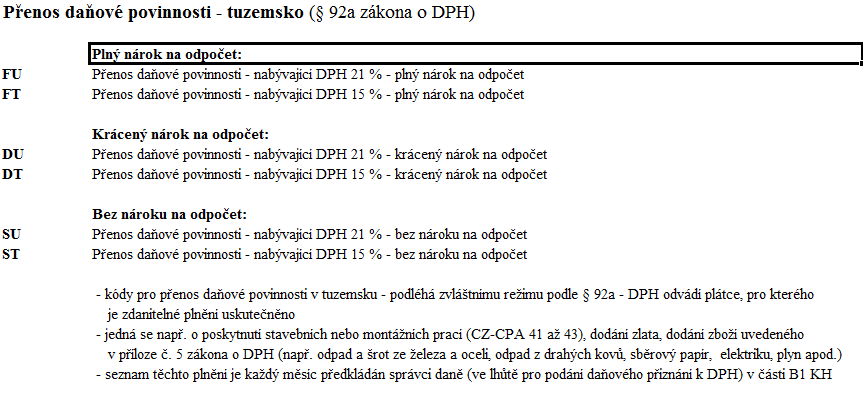 Přenos daňové povinnosti - tuzemsko (§ 92a zákona o DPH)
Plný nárok na odpočet:
FU Přenos daňové povinnosti - nabývající DPH 21 % - plný nárok na odpočet
FT Přenos daňové povinnosti - nabývající DPH 15 % - plný nárok na odpočet
Krácený nárok na odpočet:
DU Přenos daňové povinnosti - nabývající DPH 21 % - krácený nárok na odpočet
DT Přenos daňové povinnosti - nabývající DPH 15 % - krácený nárok na odpočet
Bez nároku na odpočet:
SU Přenos daňové povinnosti - nabývající DPH 21 % - bez nároku na odpočet
ST Přenos daňové povinnosti - nabývající DPH 15 % - bez nároku na odpočet
- kódy pro přenos daňové povinnosti v tuzemsku - podléhá zvláštnímu režimu podle § 92a - DPH odvádí plátce, pro kterého
je zdanitelné plnění uskutečněno
- jedná se např. o poskytnutí stavebních nebo montážních prací (CZ-CPA 41 až 43), dodání zlata, dodání zboží uvedeného
v příloze č. 5 zákona o DPH (např. odpad a šrot ze železa a oceli, odpad z drahých kovů, sběrový papír, elektriku, plyn apod.)
- seznam těchto plnění je každý měsíc předkládán správci daně (ve lhůtě pro podání daňového přiznání k DPH) v části B1 KH